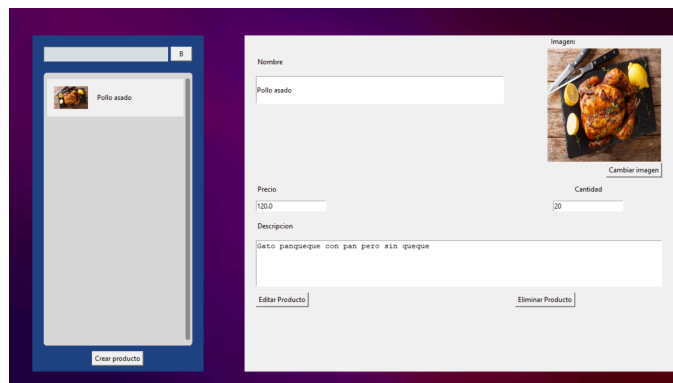 B
Pollo asado
Crear producto
Imagen:
Nombre
Pollo asado
Cambiar imagen
Precio
Cantidad
120.0
20
Descripcion
Gato panqueque con pan pero sin queque
Editar Producto
Eliminar Producto